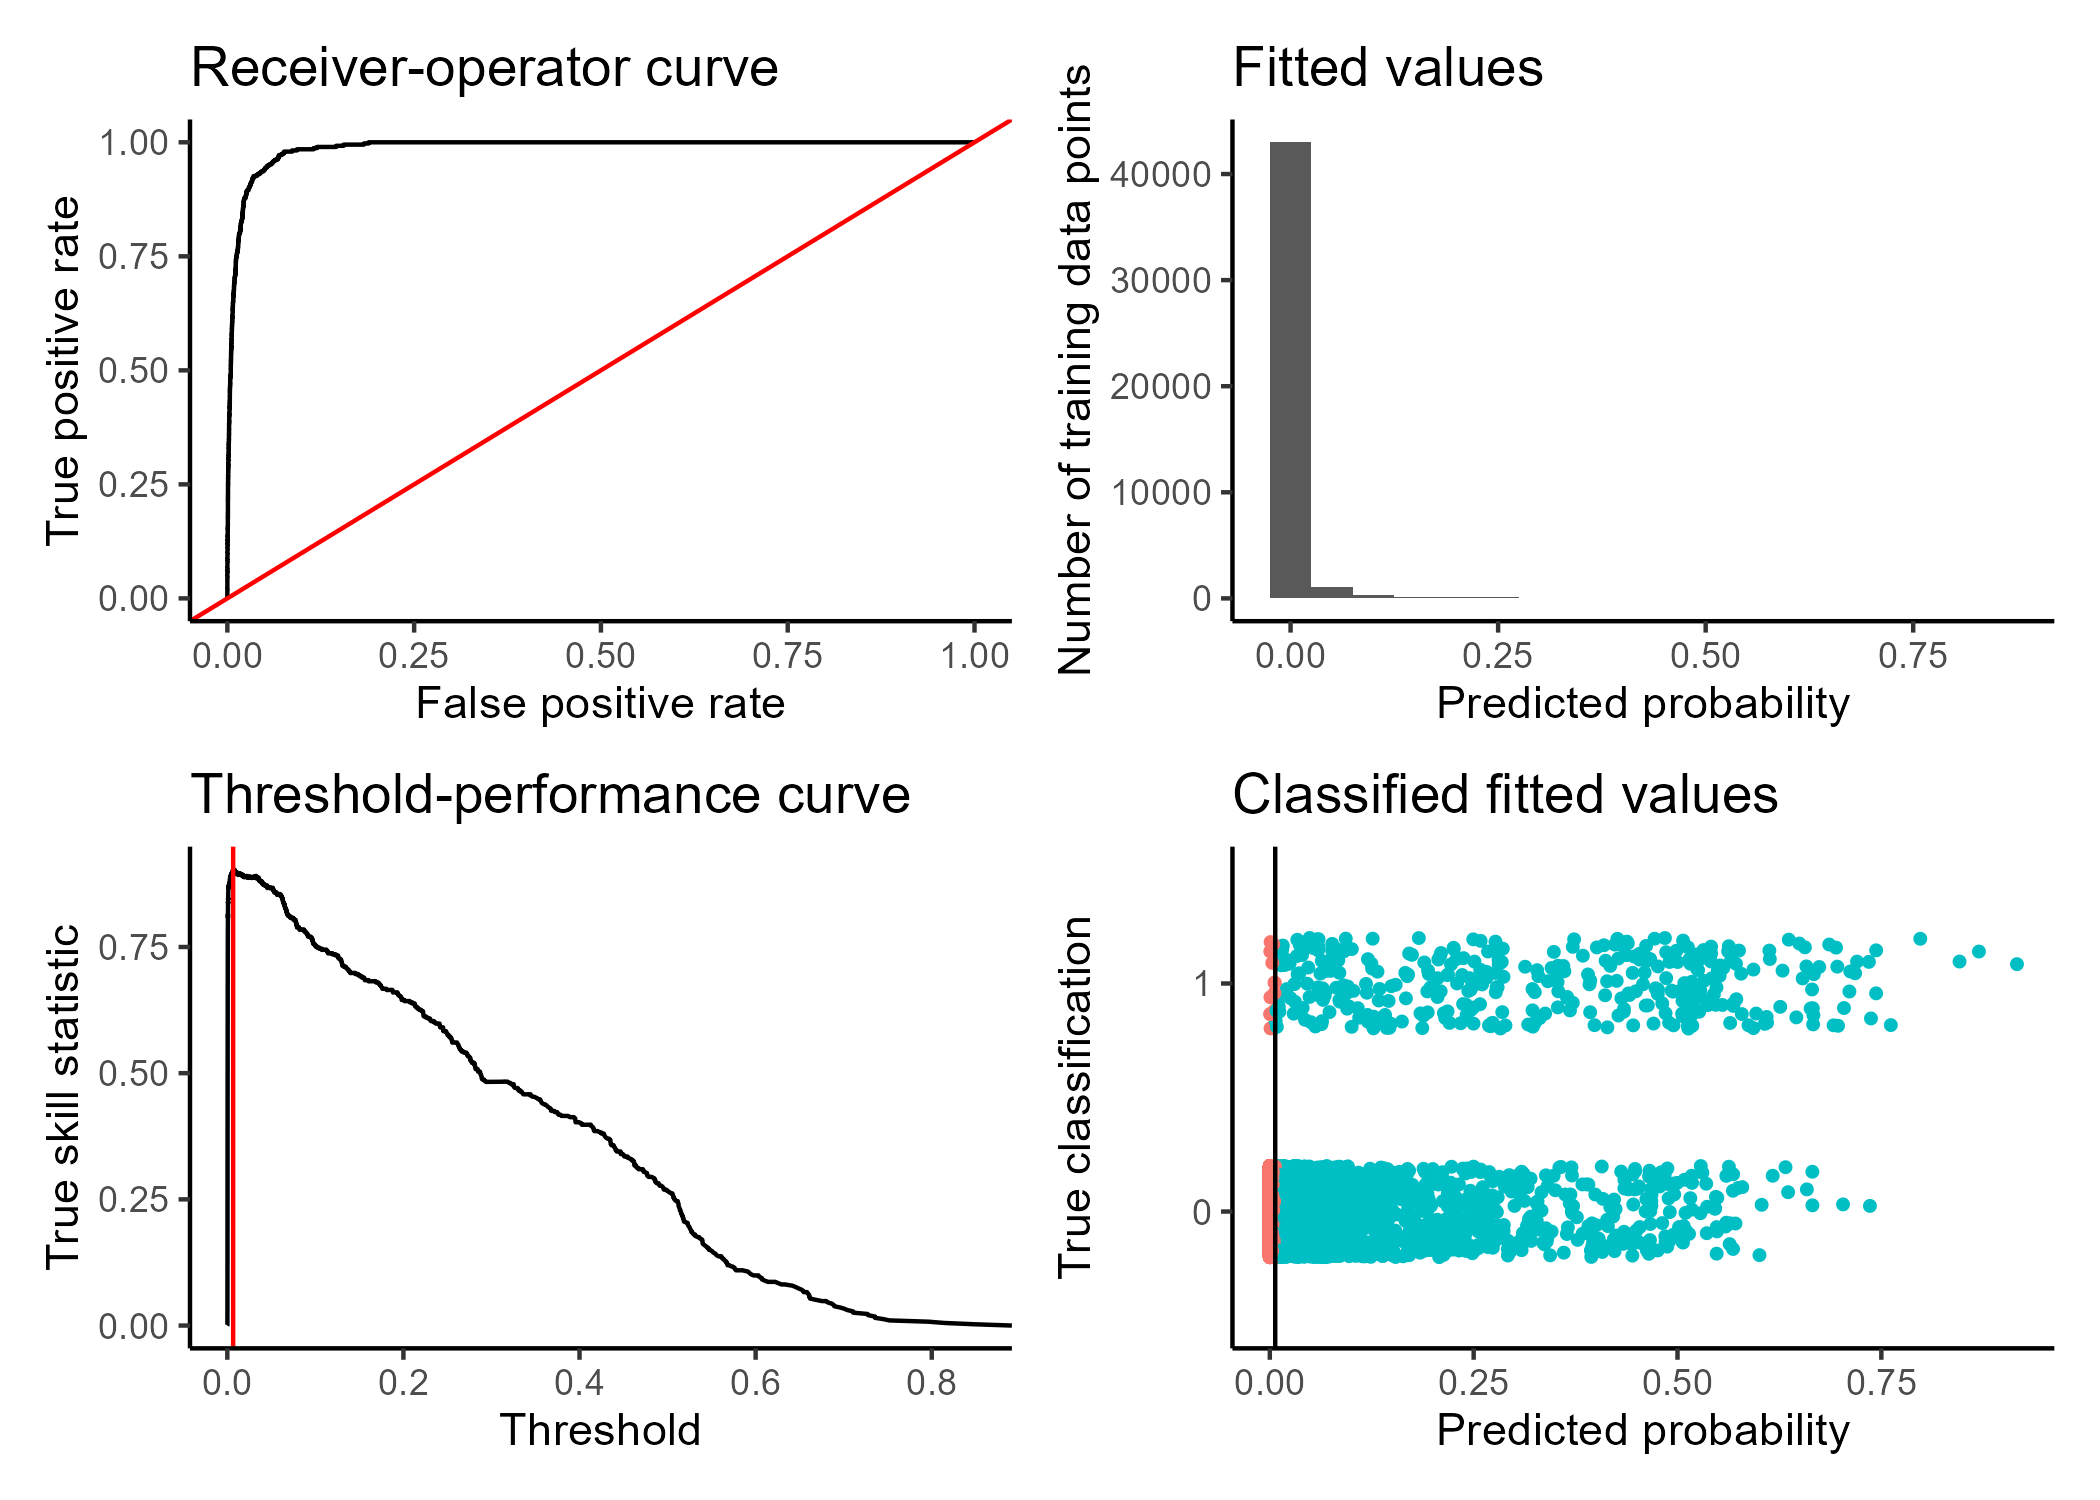 Receiver-operator curve
True positive rate
1.00
0.75
0.50
0.25
0.00
0.00 0.25 0.50 0.75 1.00
False positive rate
Fitted values
Number of training data points
40000
30000
20000
10000
0
0.00 0.25 0.50 0.75
Predicted probability
Threshold-performance curve
True skill statistic
0.75
0.50
0.25
0.00
0.0 0.2 0.4 0.6 0.8
Threshold
Classified fitted values
True classification
1
0
0.00 0.25 0.50 0.75
Predicted probability